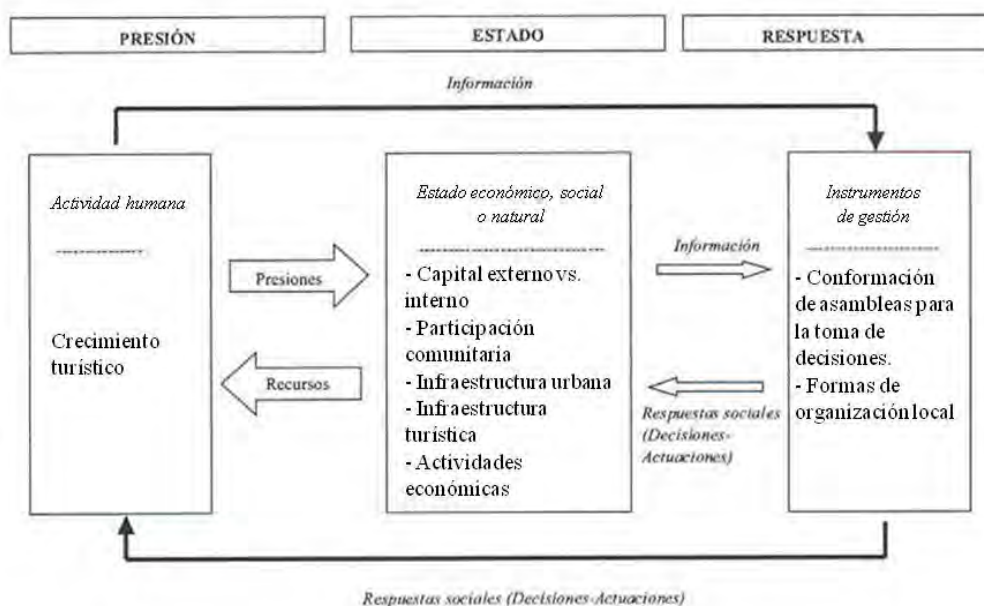 PRESIÓN
ESTADO
RESPUESTA
Información
Actividad humana
Crecimiento
turístico
Presiones
Recursos
Estado económico, social
o natural
- Capital externo vs.
interno
- Participación
comunitaria
- Infraestructura urbana
- Infraestructura
turística
- Actividades
económicas
Información
Respuestas sociales
(Decisiones-
Actuaciones)
Instrumentos
de gestión
- Conformación
de asambleas para
la toma de
decisiones.
- Formas de
organización local
Respuestas sociales (Decisiones-Actuaciones)